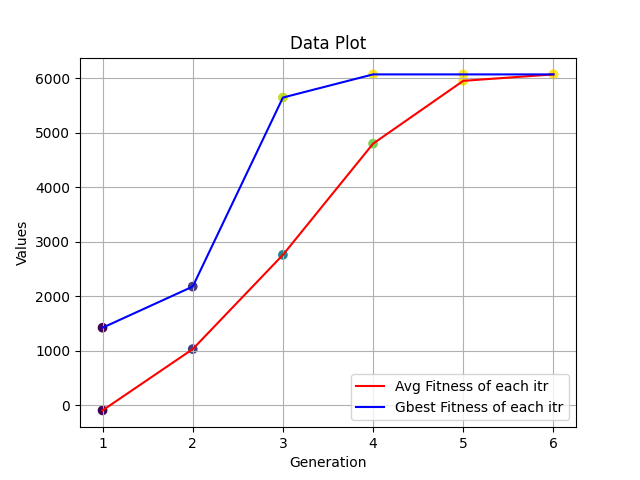 Data Plot
6000
5000
4000
3000
2000
1000
0
Values
Avg Fitness of each itr
Gbest Fitness of each itr
1 2 3 4 5 6
Generation